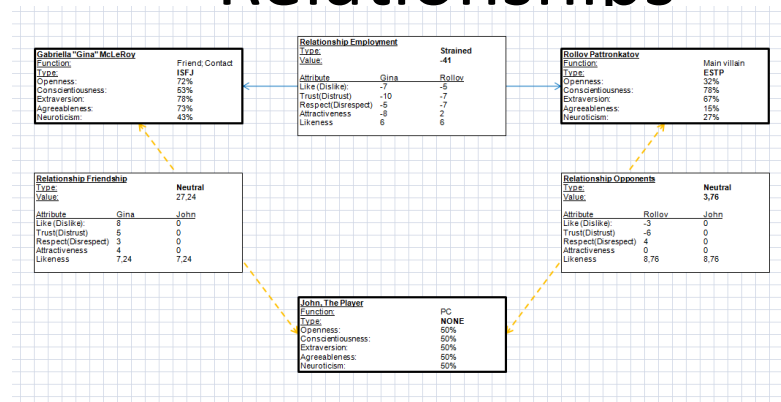 Relationships
Gabriella "Gina" McLeRoy
Function: Friend; Contact
Type: ISFJ
Openness: 72%
Conscientiousness: 53%
Extraversion: 78%
Agreeableness: 73%
Neuroticism: 43%
Relationship Employment
Type: Strained
Value: -41
Attribute Gina Rollov
Like (Dislike): -7 -5
Trust(Distrust) -10 -7
Respect(Disrespect) -5 -7
Attractiveness -8 2
Likeness 6 6
Rollov Pattronkatov
Function: Main villain
Type: ESTP
Openness: 32%
Conscientiousness: 78%
Extraversion: 67%
Agreeableness: 15%
Neuroticism: 27%
Relationship Friendship
Type: Neutral
Value: 27,24
Attribute Gina John
Like (Dislike): 8 0
Trust(Distrust) 5 0
Respect(Disrespect) 3 0
Attractiveness 4 0
Likeness 7,24 7,24
Relationship Opponents
Type: Neutral
Value: 3,76
Attribute Rollov John
Like (Dislike): -3 0
Trust(Distrust) -6 0
Respect(Disrespect) 4 0
Attractiveness 0 0
Likeness 8,76 8,76
John, The Player
Function: PC
Type: NONE
Openness: 50%
Conscientiousness: 50%
Extraversion: 50%
Agreeableness: 50%
Neuroticism: 50%